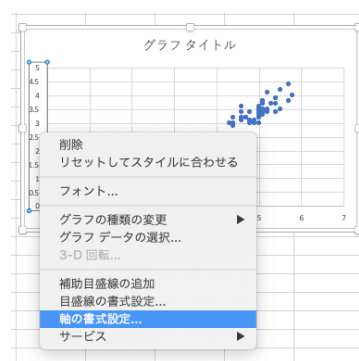 グラフ タイトル
5
4.5
4
3.5
3
2.5
2
1.5
1
0.5
0
5
6
7
削除
リセットしてスタイルに合わせる
フォント...
グラフの種類の変更 ▶
グラフ データの選択...
3-D 回転...
補助目盛線の追加
目盛線の書式設定...
軸の書式設定...
サービス ▶